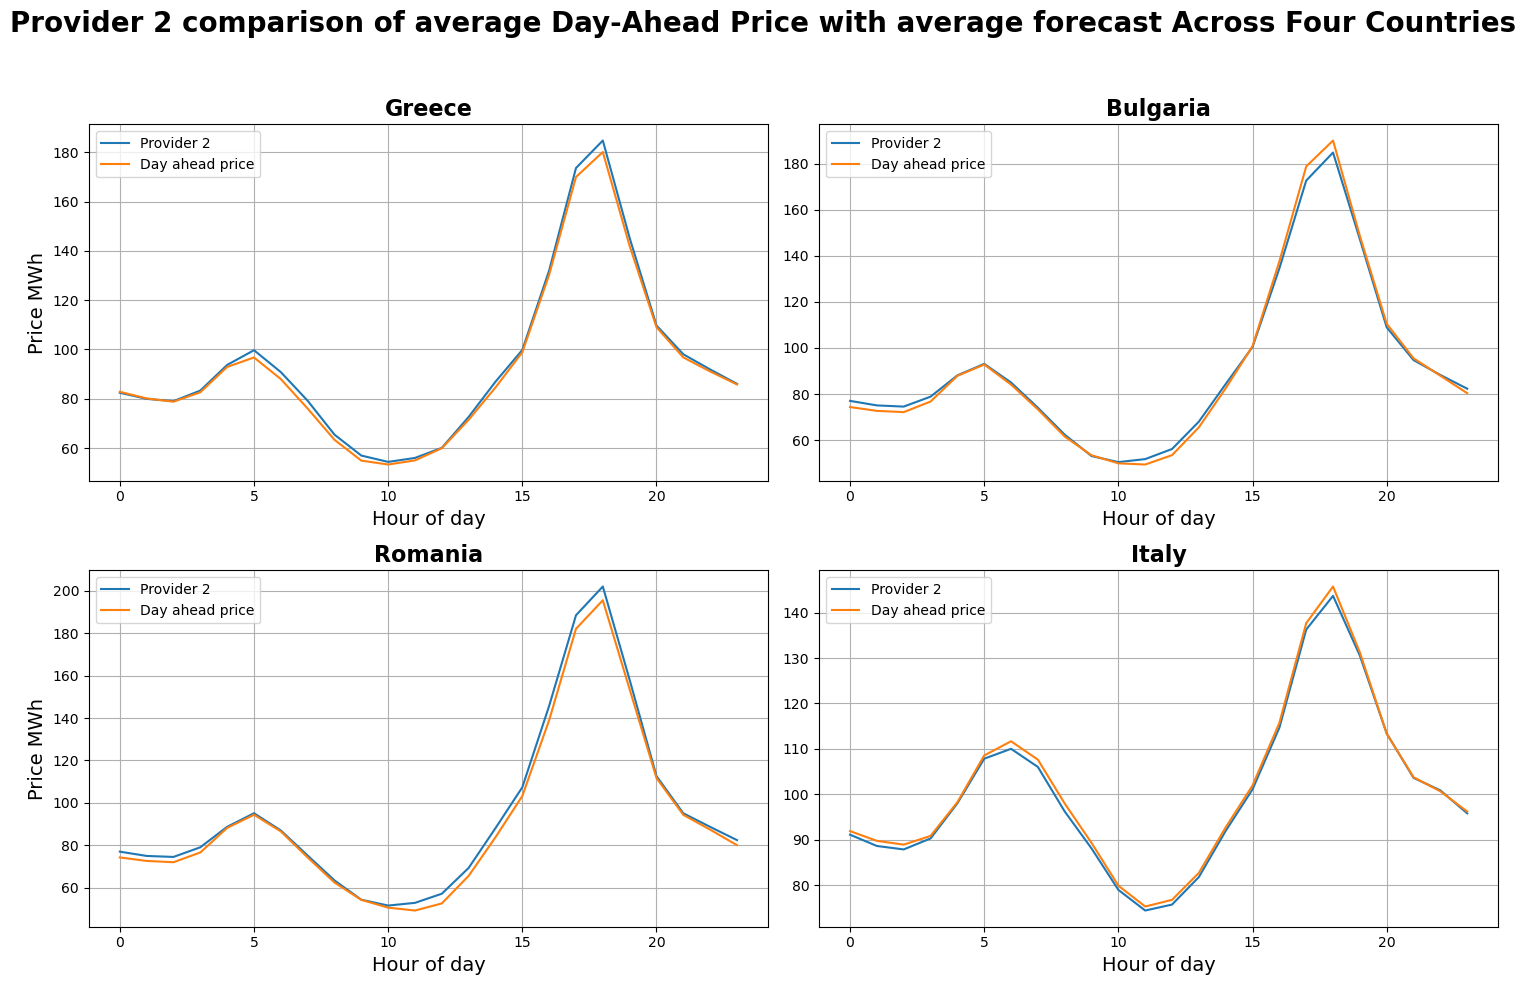 Provider 2 comparison of average Day-Ahead Price with average forecast Across Four Countries
Greece
Provider 2
Day ahead price
Price MWh
180
160
140
120
100
80
60
0 5 10 15 20
Hour of day
Bulgaria
Provider 2
Day ahead price
180
160
140
120
100
80
60
0 5 10 15 20
Hour of day
Romania
Provider 2
Day ahead price
Price MWh
200
180
160
140
120
100
80
60
0 5 10 15 20
Hour of day
Italy
Provider 2
Day ahead price
140
130
120
110
100
90
80
0 5 10 15 20
Hour of day